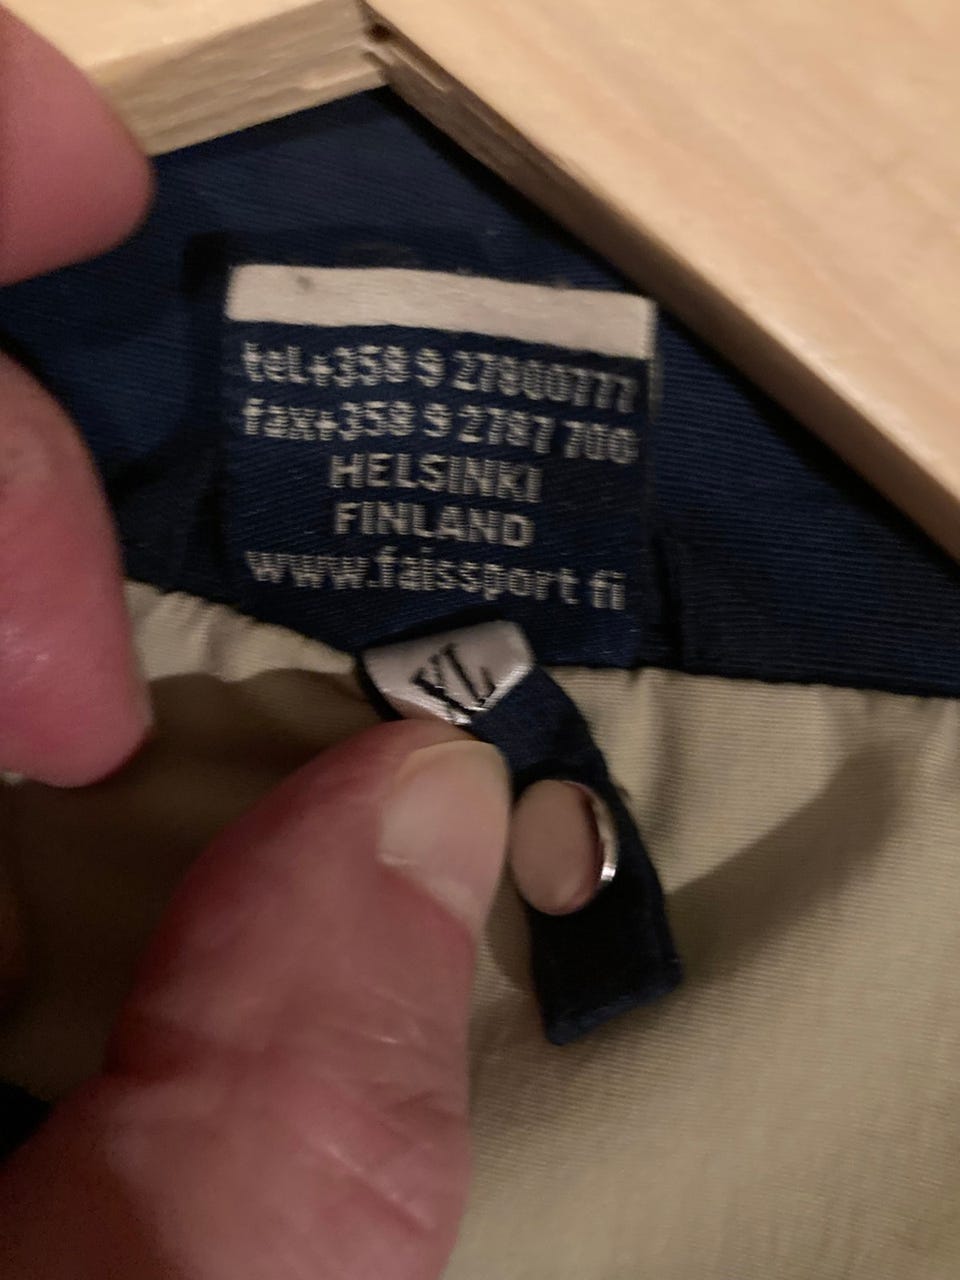 tel.+358 9 27800777
fax+358 9 2787 700
HELSINKI
FINLAND
www.faissport fi
XL